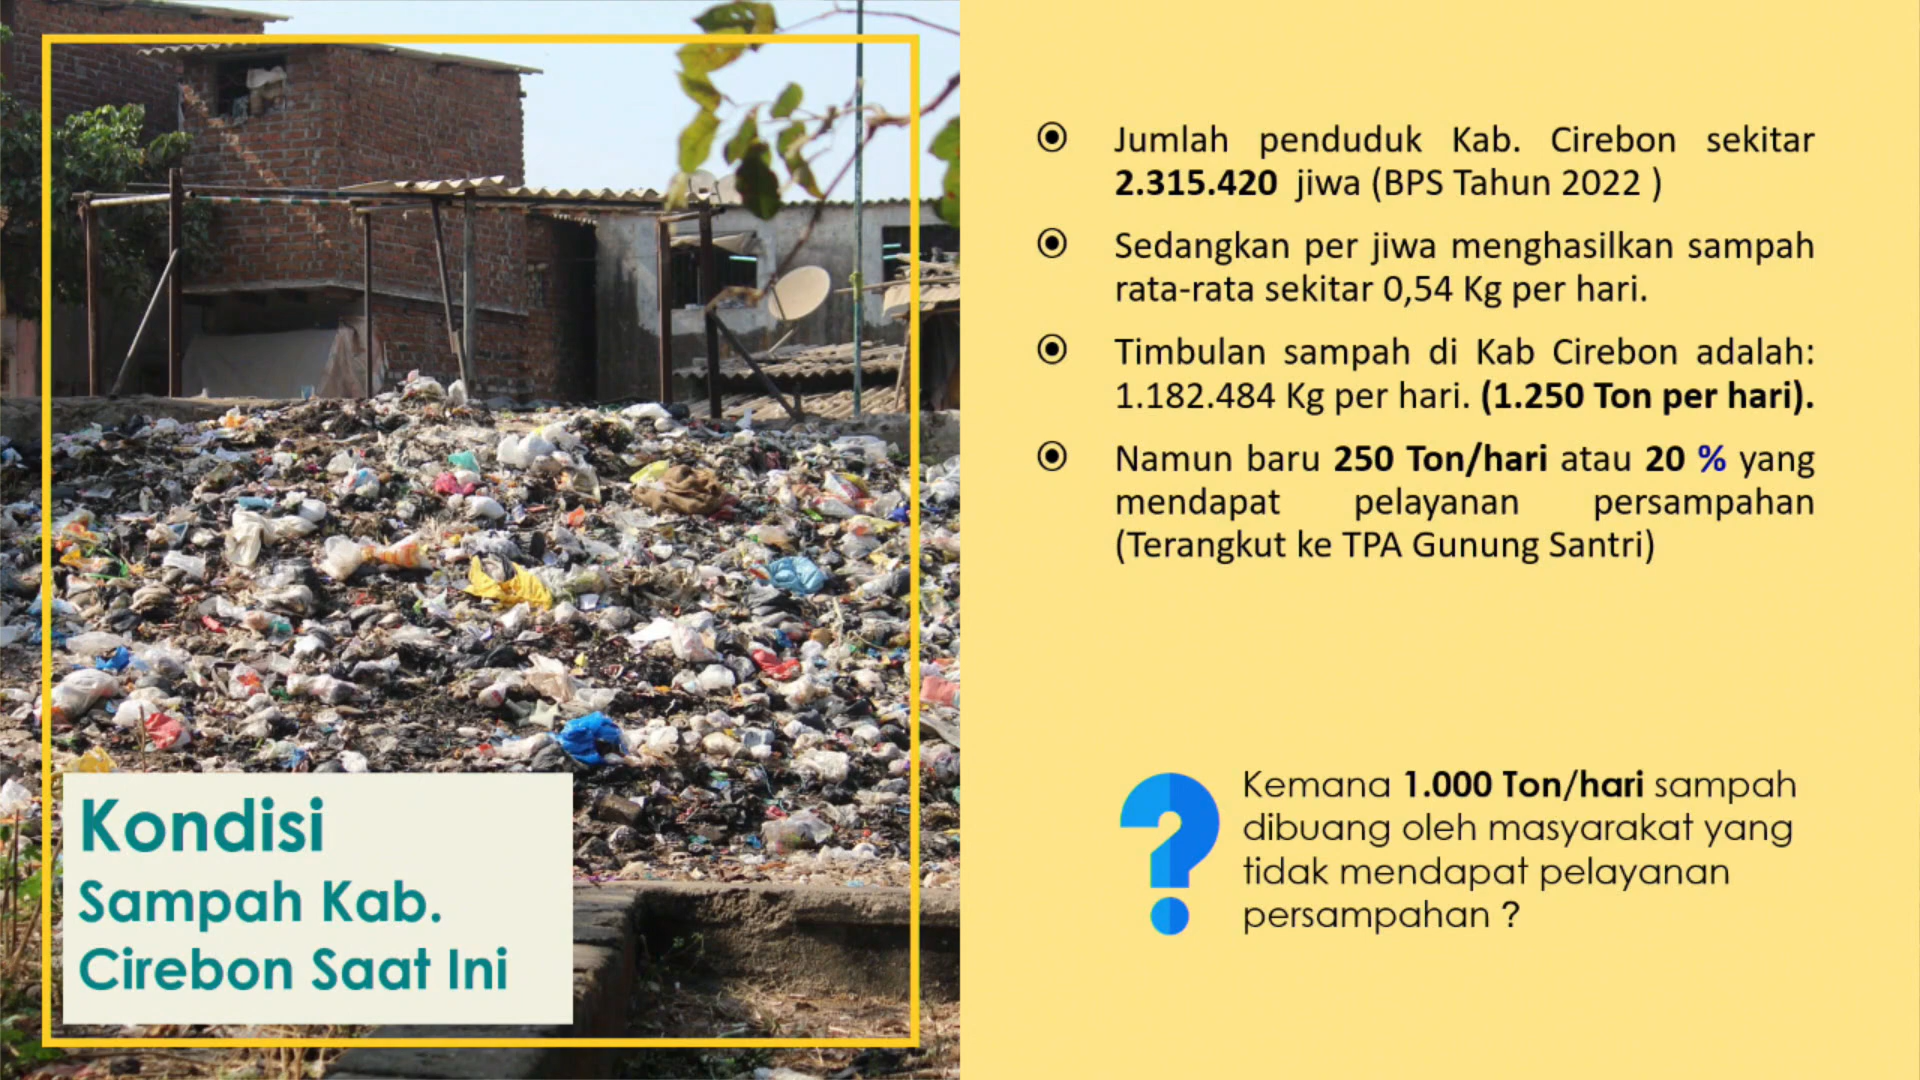 Kondisi
Sampah Kab.
Cirebon Saat Ini
Jumlah penduduk Kab. Cirebon sekitar
2.315.420 jiwa (BPS Tahun 2022 )
Sedangkan per jiwa menghasilkan sampah
rata-rata sekitar 0,54 Kg per hari.
Timbulan sampah di Kab Cirebon adalah:
1.182.484 Kg per hari. (1.250 Ton per hari).
Namun baru 250 Ton/hari atau 20 % yang
mendapat pelayanan persampahan
(Terangkut ke TPA Gunung Santri)
Kemana 1.000 Ton/hari sampah
dibuang oleh masyarakat yang
tidak mendapat pelayanan
persampahan ?